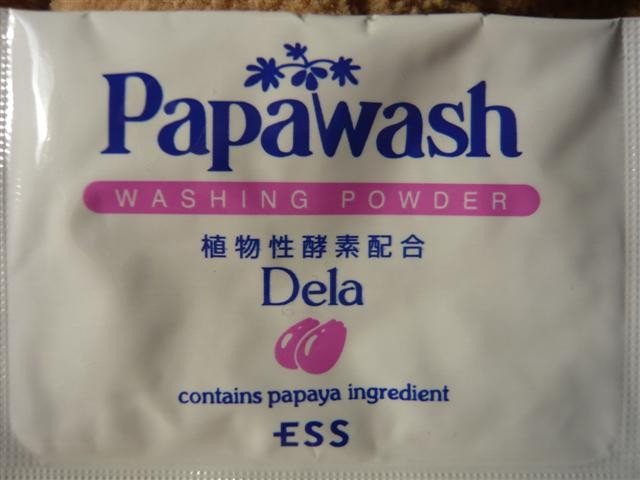 Papawash
WASHING POWDER
植物性酵素配合
Dela
contains papaya ingredient
ESS